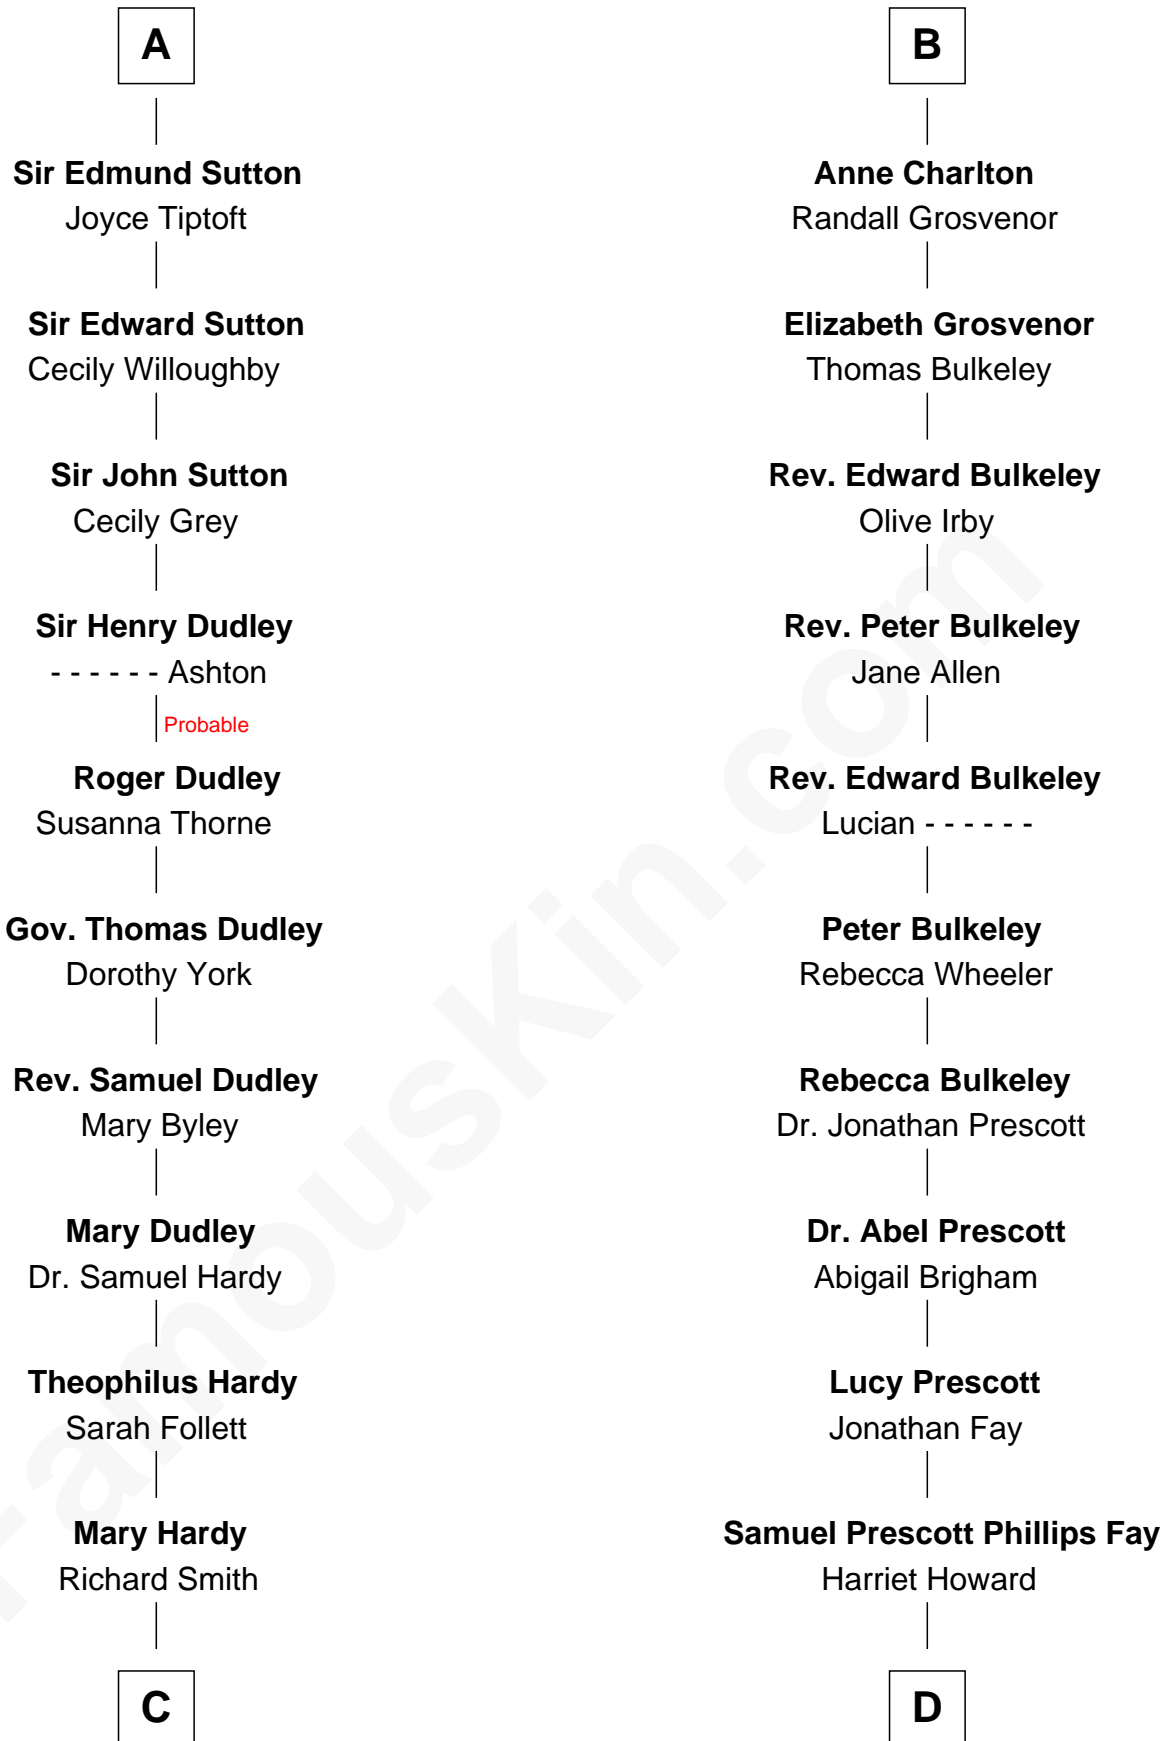 A
Sir Edmund Sutton
Joyce Tiptoft
Sir Edward Sutton
Cecily Willoughby
Sir John Sutton
Cecily Grey
Sir Henry Dudley
- - - - - - Ashton
Probable
Roger Dudley
Susanna Thorne
Gov. Thomas Dudley
Dorothy York
Rev. Samuel Dudley
Mary Byley
Mary Dudley
Dr. Samuel Hardy
Theophilus Hardy
Sarah Follett
Mary Hardy
Richard Smith
C
B
Anne Charlton
Randall Grosvenor
Elizabeth Grosvenor
Thomas Bulkeley
Rev. Edward Bulkeley
Olive Irby
Rev. Peter Bulkeley
Jane Allen
Rev. Edward Bulkeley
Lucian - - - - - -
Peter Bulkeley
Rebecca Wheeler
Rebecca Bulkeley
Dr. Jonathan Prescott
Dr. Abel Prescott
Abigail Brigham
Lucy Prescott
Jonathan Fay
Samuel Prescott Phillips Fay
Harriet Howard
D
FamousKin.com